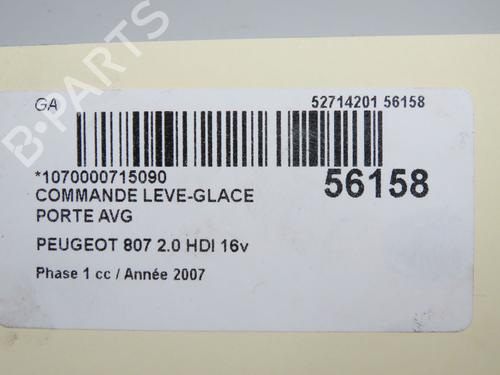 GA
52714201 56158
*1070000715090
56158
COMMANDE LEVE-GLACE
PORTE AVG
PEUGEOT 807 2.0 HDI 16v
Phase 1 cc / Année 2007
B-PARTS